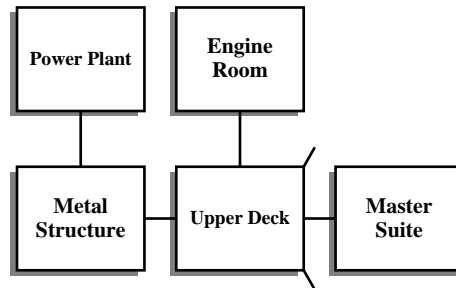 Power Plant
Engine
Room
Metal
Structure
Upper Deck
Master
Suite